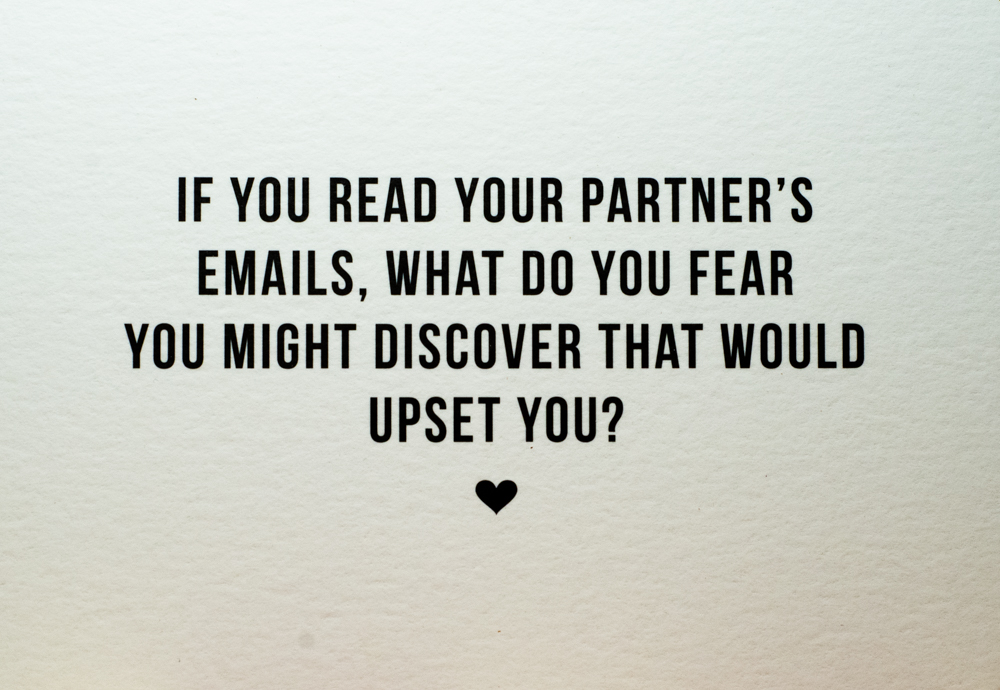 IF YOU READ YOUR PARTNER’S
EMAILS, WHAT DO YOU FEAR
YOU MIGHT DISCOVER THAT WOULD
UPSET YOU?